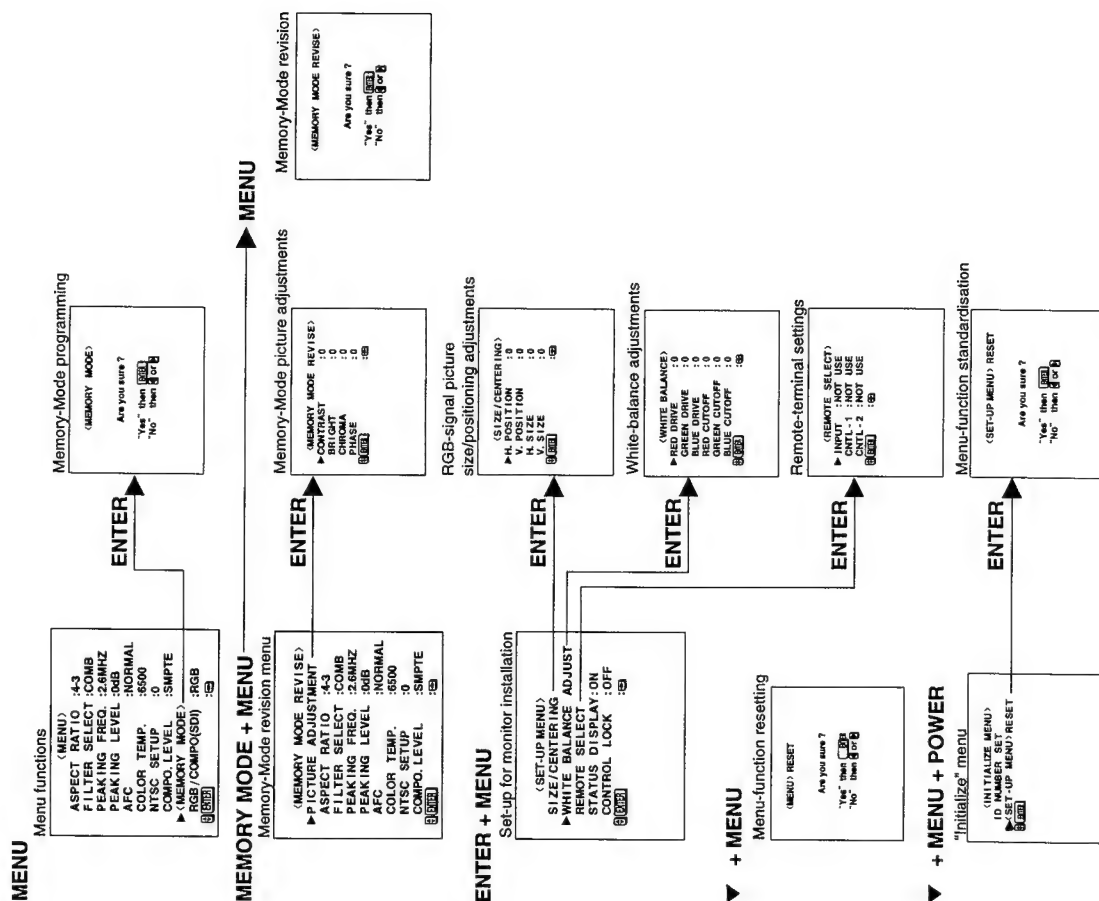 MENU
Menu functions
<MENU>
ASPECT RATIO :4-3
FILTER SELECT :COMB
PEAKING FREQ. :2.6MHZ
PEAKING LEVEL :0dB
AFC :NORMAL
COLOR TEMP. :6500
NTSC SETUP :0
COMPO. LEVEL :SMPTE
▶<MEMORY MODE>
RGB/COMPO(SDI) :RGB
ENTER
Memory-Mode programming
<MEMORY MODE>
Are you sure ?
"Yes" then
"No" then or
MEMORY MODE + MENU
MENU
Memory-Mode revision menu
<MEMORY MODE REVISE>
▶PICTURE ADJUSTMENT
ASPECT RATIO :4-3
FILTER SELECT :COMB
PEAKING FREQ. :2.6MHZ
PEAKING LEVEL :0dB
AFC :NORMAL
COLOR TEMP. :6500
NTSC SETUP :0
COMPO. LEVEL :SMPTE
ENTER
Memory-Mode picture adjustments
<MEMORY MODE REVISE>
▶CONTRAST :0
BRIGHT :0
CHROMA :0
PHASE :0
Memory-Mode revision
<MEMORY MODE REVISE>
Are you sure ?
"Yes" then
"No" then or
ENTER + MENU
Set-up for monitor installation
<SET-UP MENU>
SIZE/CENTERING
▶WHITE BALANCE ADJUST
REMOTE SELECT
STATUS DISPLAY :ON
CONTROL LOCK :OFF
ENTER
RGB-signal picture
size/positioning adjustments
<SIZE/CENTERING>
▶H. POSITION :0
V. POSITION :0
H. SIZE :0
V. SIZE :0
ENTER
White-balance adjustments
<WHITE BALANCE>
▶RED DRIVE :0
GREEN DRIVE :0
BLUE DRIVE :0
RED CUTOFF :0
GREEN CUTOFF :0
BLUE CUTOFF :0
ENTER
Remote-terminal settings
<REMOTE SELECT>
▶INPUT :NOT USE
CNTL-1 :NOT USE
CNTL-2 :NOT USE
▼ + MENU
Menu-function reseting
<MENU> RESET
Are you sure ?
"Yes" then
"No" then or
▼ + MENU + POWER
"Initialize" menu
<INITIALIZE MENU>
ID NUMBER SET
▶<SET-UP MENU>RESET
ENTER
Menu-function standardisation
<SET-UP MENU> RESET
Are you sure ?
"Yes" then
"No" then or